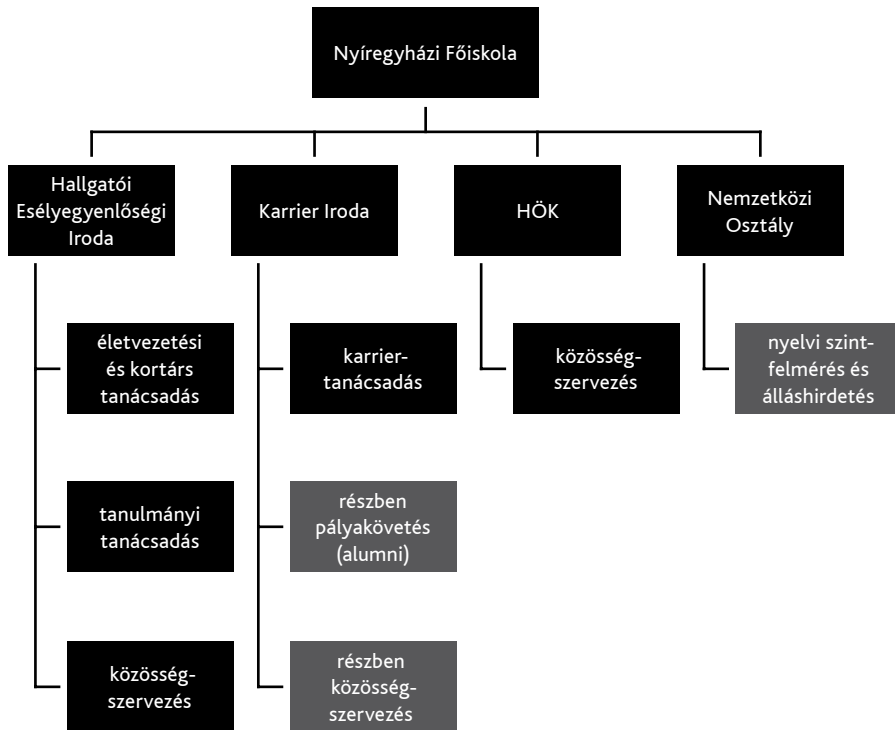 Nyíregyházi Főiskola
Hallgatói
Esélyegyenlőségi
Iroda
Karrier Iroda
HÖK
Nemzetközi
Osztály
életvezetési
és kortárs
tanácsadás
karrier-
tanácsadás
közösség-
szervezés
nyelvi szint-
felmérés és
álláshirdetés
tanulmányi
tanácsadás
részben
pályakövetés
(alumni)
közösség-
szervezés
részben
közösség-
szervezés